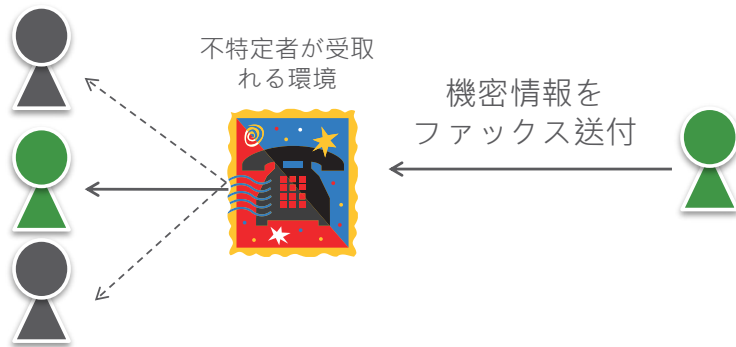 不特定者が受取
れる環境
機密情報を
ファックス送付